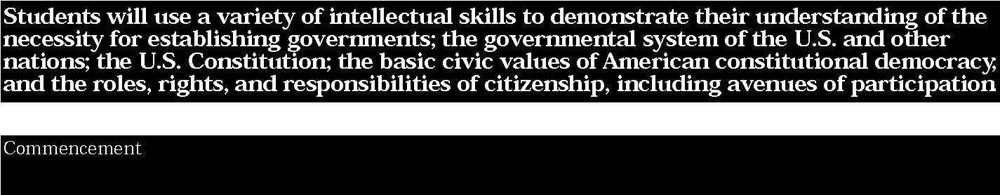 Students will use a variety of intellectual skills to demonstrate their understanding of the
necessity for establishing governments; the governmental system of the U.S. and other
nations; the U.S. Constitution; the basic civic values of American constitutional democracy;
and the roles, rights, and responsibilities of citizenship, including avenues of participation
Commencement